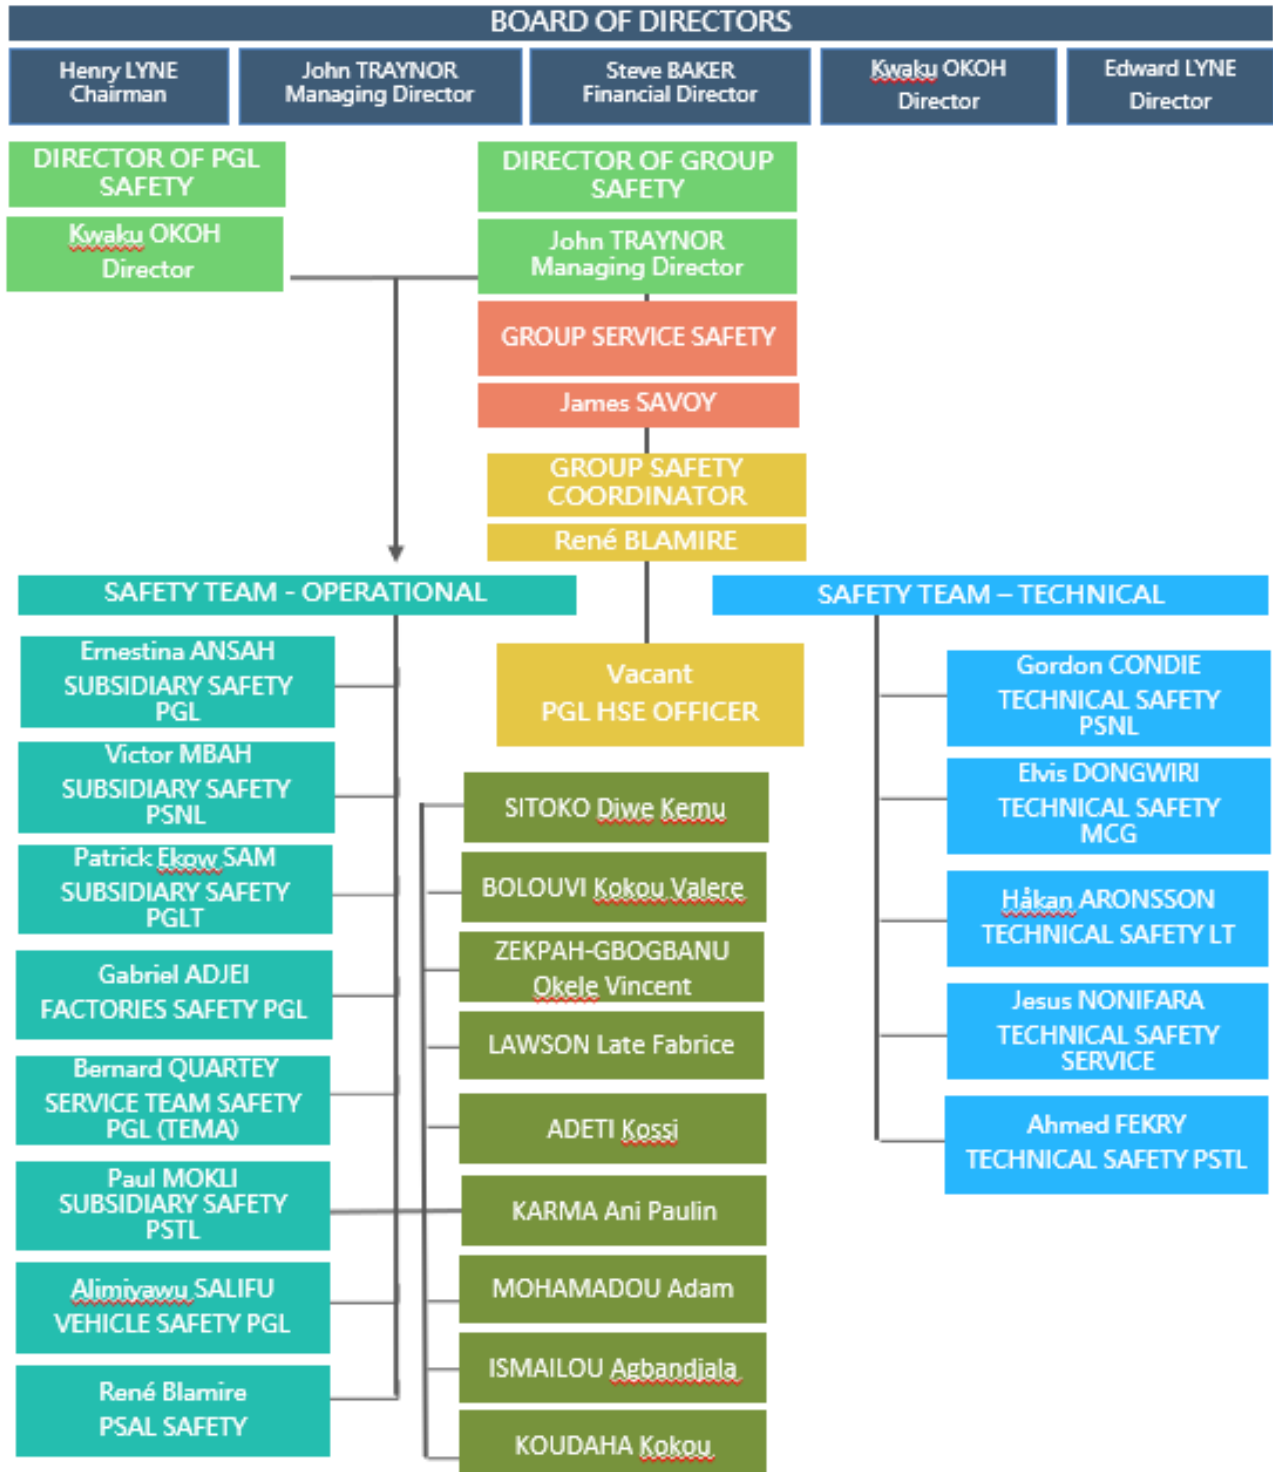 BOARD OF DIRECTORS
Henry LYNE
Chairman
John TRAYNOR
Managing Director
Steve BAKER
Financial Director
Kwaku OKOH
Director
Edward LYNE
Director
DIRECTOR OF PGL
SAFETY
Kwaku OKOH
Director
DIRECTOR OF GROUP
SAFETY
John TRAYNOR
Managing Director
GROUP SERVICE SAFETY
James SAVOY
GROUP SAFETY
COORDINATOR
René BLAMIRE
Vacant
PGL HSE OFFICER
SAFETY TEAM - OPERATIONAL
Ernestina ANSAH
SUBSIDIARY SAFETY
PGL
Victor MBAH
SUBSIDIARY SAFETY
PSNL
Patrick Ekow SAM
SUBSIDIARY SAFETY
PGLT
Gabriel ADJEI
FACTORIES SAFETY PGL
Bernard QUARTEY
SERVICE TEAM SAFETY
PGL (TEMA)
Paul MOKLI
SUBSIDIARY SAFETY
PSTL
Alimiyawu SALIFU
VEHICLE SAFETY PGL
René Blamire
PSAL SAFETY
SITOKO Diwe Kemu
BOLOUVI Kokou Valere
ZEKPAH-GBOGBANU
Okele Vincent
LAWSON Late Fabrice
ADETI Kossi
KARMA Ani Paulin
MOHAMADOU Adam
ISMAILOU Agbandjala
KOUDAHA Kokou
SAFETY TEAM – TECHNICAL
Gordon CONDIE
TECHNICAL SAFETY
PSNL
Elvis DONGWIRI
TECHNICAL SAFETY
MCG
Håkan ARONSSON
TECHNICAL SAFETY LT
Jesus NONIFARA
TECHNICAL SAFETY
SERVICE
Ahmed FEKRY
TECHNICAL SAFETY PSTL